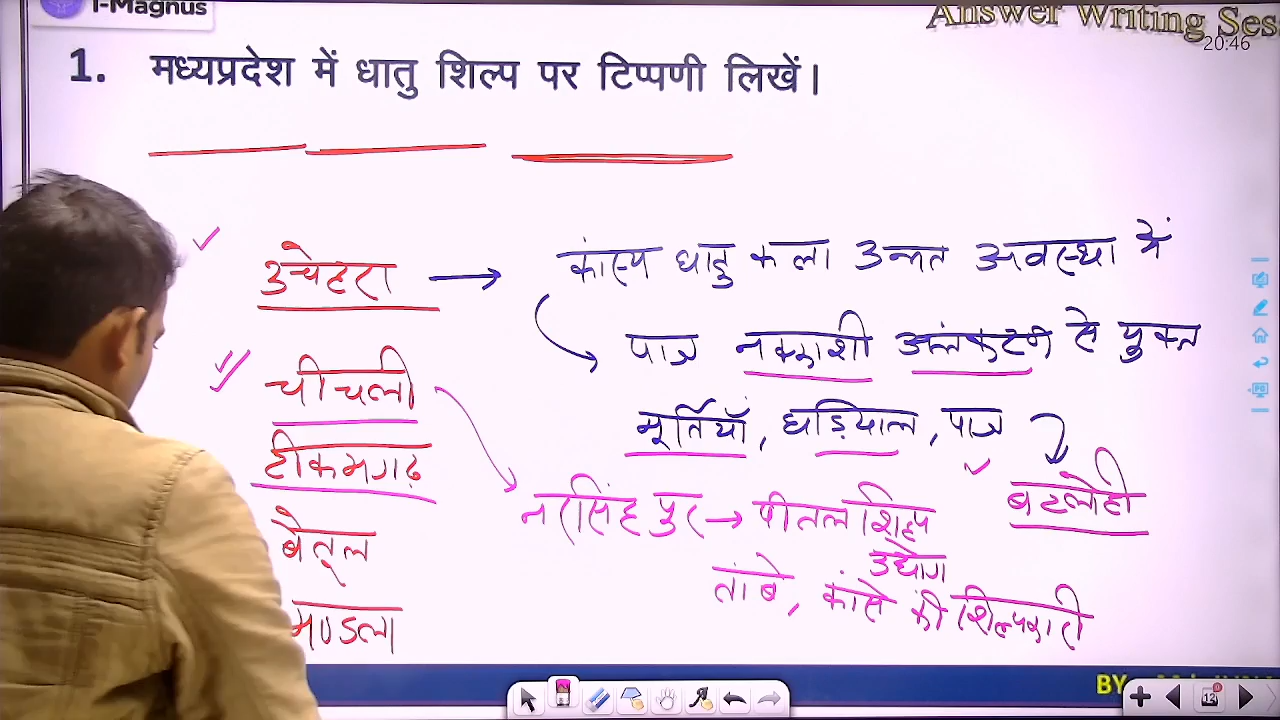 i-Magnus
Answer Writing Ses
20:46
1. मध्यप्रदेश में धातु शिल्प पर टिप्पणी लिखें।
उचेहरा → कांस्य धातु कला उन्नत अवस्था में
पात्र नक्काशी अलंकरण से युक्त
चीचली
मूर्तियाँ, घड़ियाल, पात्र
टीकमगढ़
बटलोही
नरसिंहपुर → पीतल शिल्प
उद्योग
बेतूल
तांबे, कांसे की शिल्पकारी
मण्डला
BY